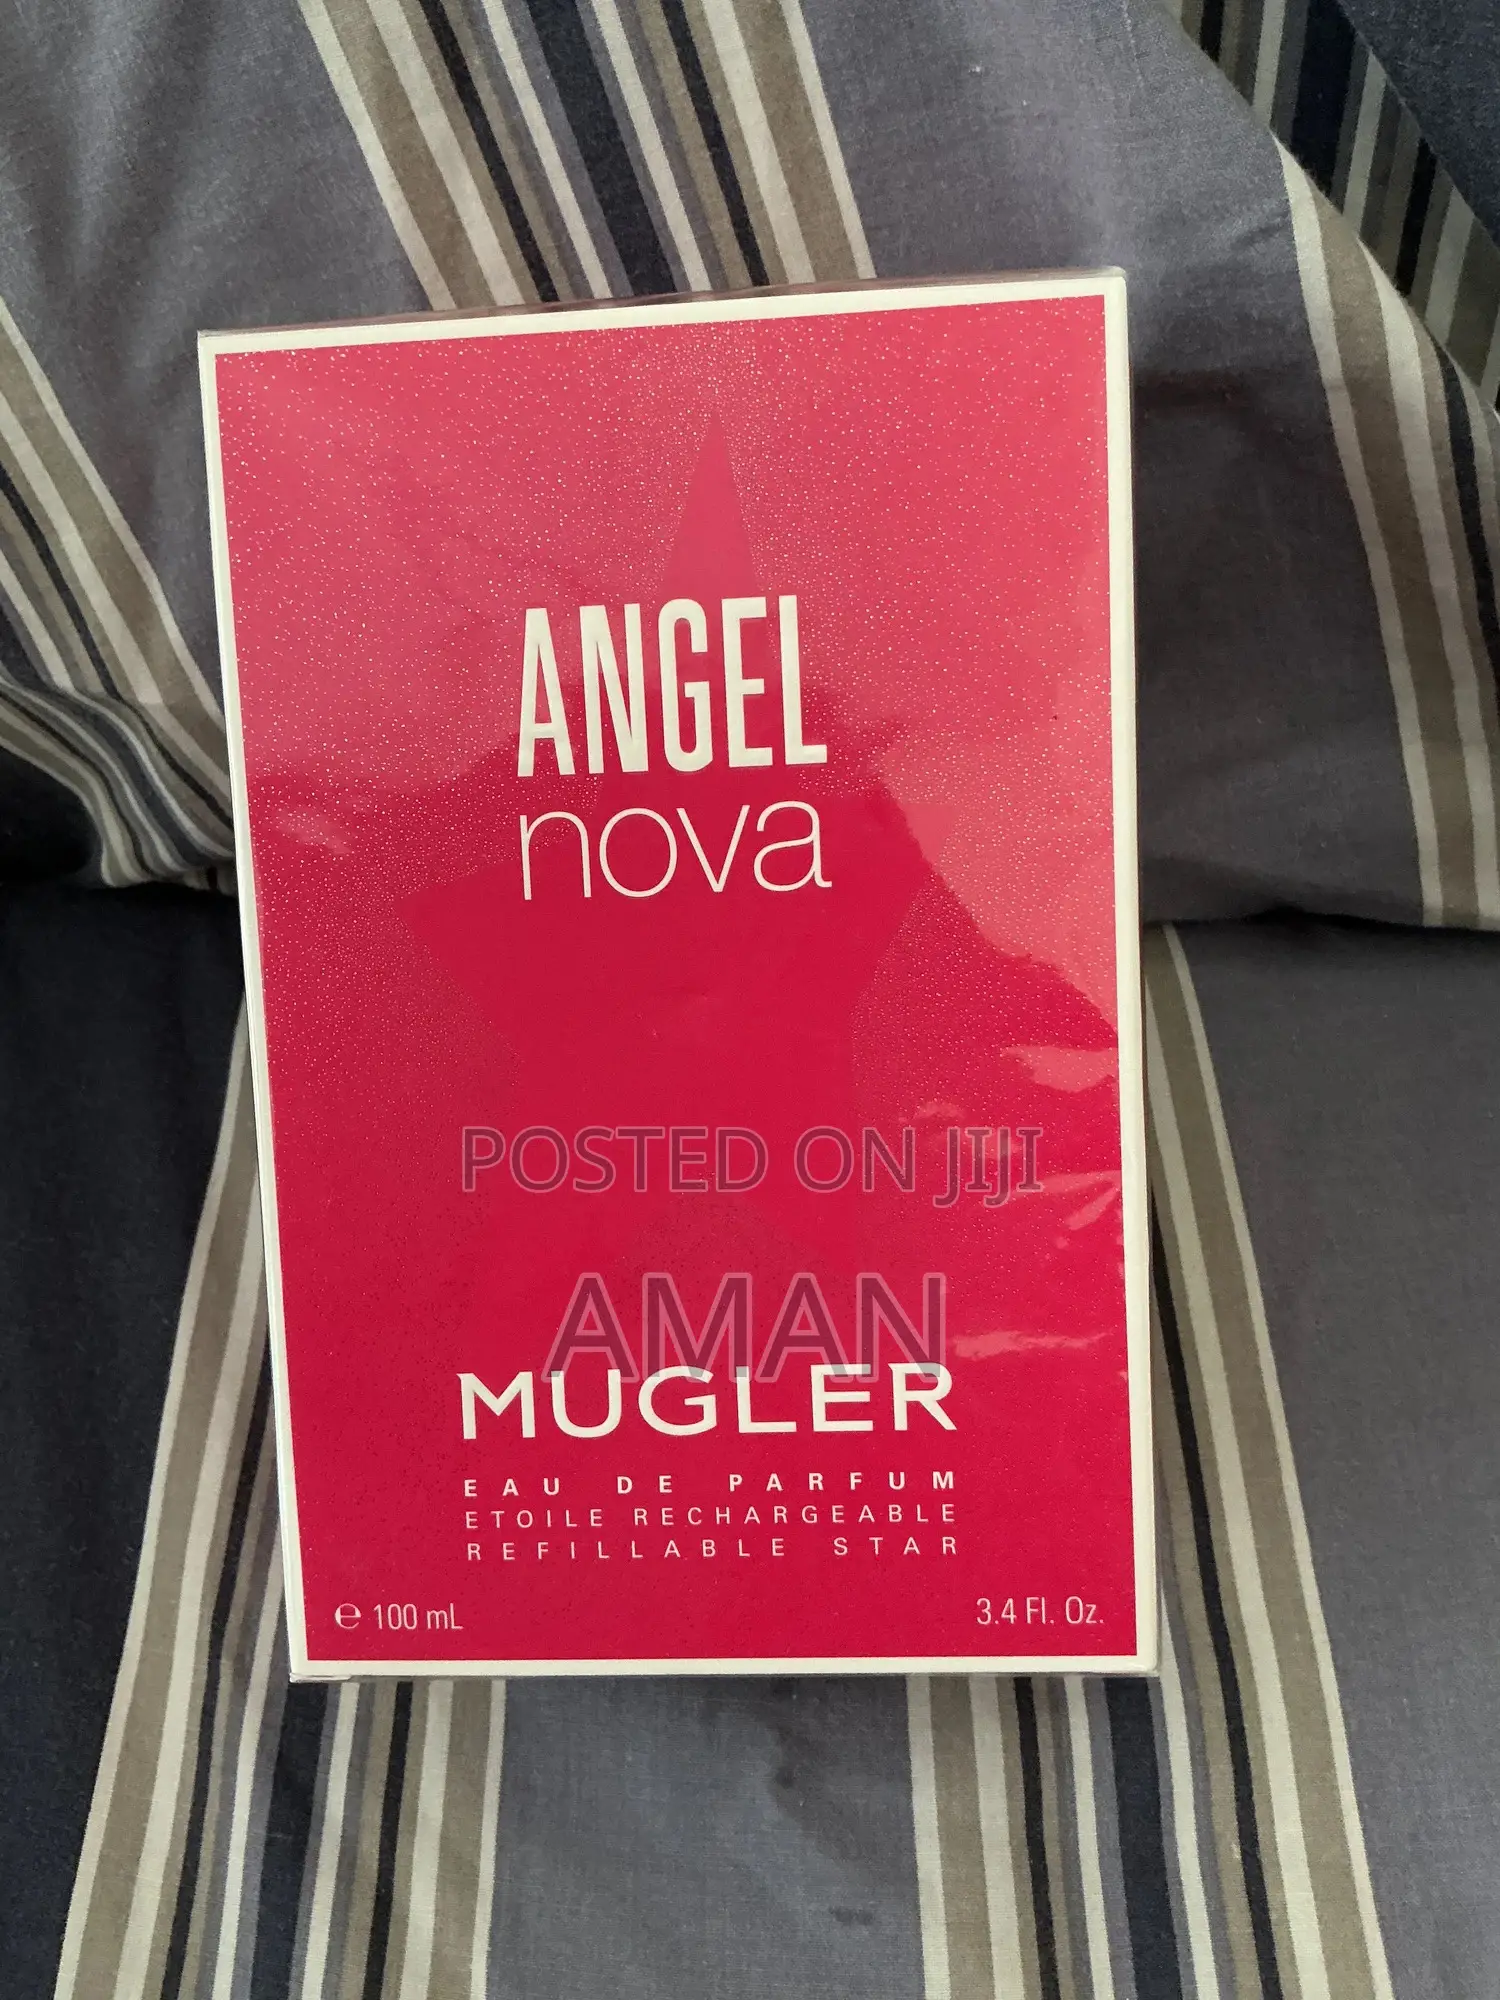 ANGEL
nova
POSTED ON JIJI
AMAN
MUGLER
EAU DE PARFUM
ETOILE RECHARGEABLE
REFILLABLE STAR
℮ 100 mL
3.4 Fl. Oz.